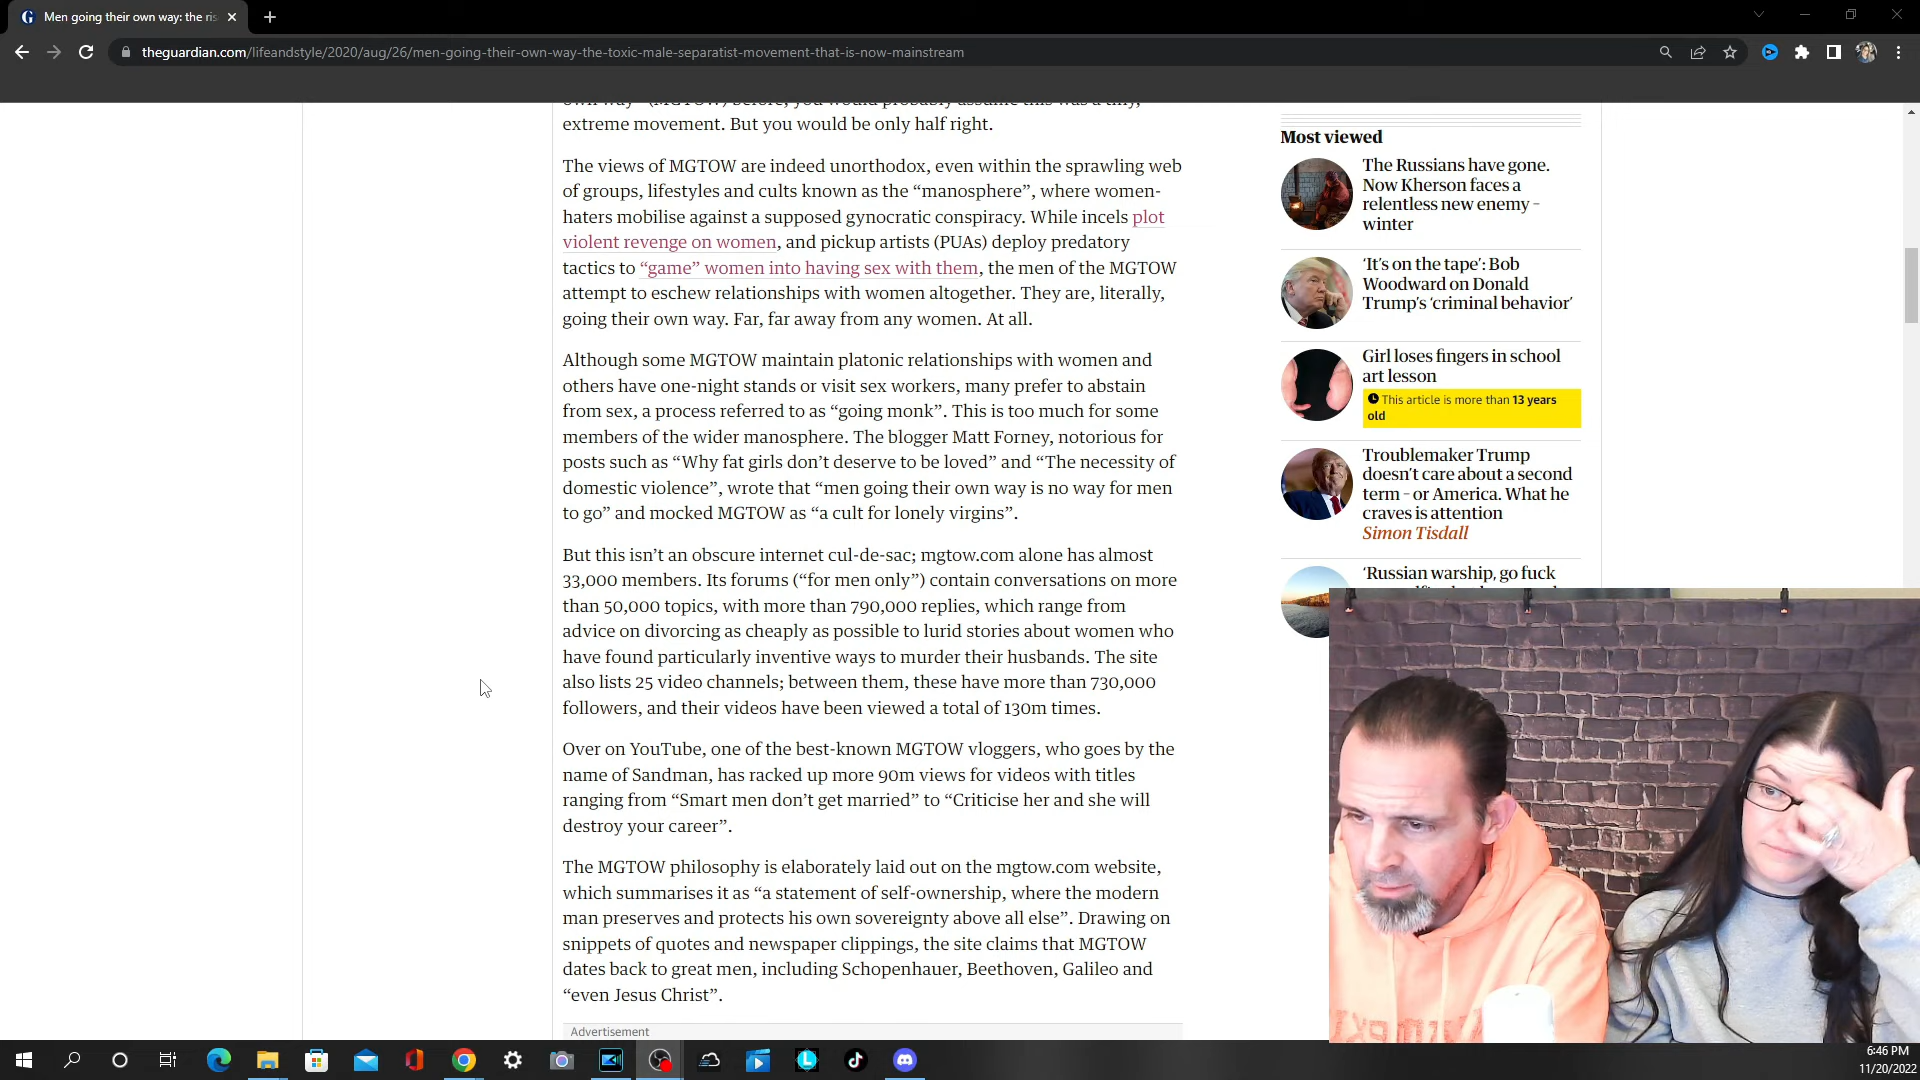 Men going their own way: the ris
theguardian.com/lifeandstyle/2020/aug/26/men-going-their-own-way-the-toxic-male-separatist-movement-that-is-now-mainstream
extreme movement. But you would be only half right.
The views of MGTOW are indeed unorthodox, even within the sprawling web
of groups, lifestyles and cults known as the “manosphere”, where women-
haters mobilise against a supposed gynocratic conspiracy. While incels plot
violent revenge on women, and pickup artists (PUAs) deploy predatory
tactics to “game” women into having sex with them, the men of the MGTOW
attempt to eschew relationships with women altogether. They are, literally,
going their own way. Far, far away from any women. At all.
Although some MGTOW maintain platonic relationships with women and
others have one-night stands or visit sex workers, many prefer to abstain
from sex, a process referred to as “going monk”. This is too much for some
members of the wider manosphere. The blogger Matt Forney, notorious for
posts such as “Why fat girls don’t deserve to be loved” and “The necessity of
domestic violence”, wrote that “men going their own way is no way for men
to go” and mocked MGTOW as “a cult for lonely virgins”.
But this isn’t an obscure internet cul-de-sac; mgtow.com alone has almost
33,000 members. Its forums (“for men only”) contain conversations on more
than 50,000 topics, with more than 790,000 replies, which range from
advice on divorcing as cheaply as possible to lurid stories about women who
have found particularly inventive ways to murder their husbands. The site
also lists 25 video channels; between them, these have more than 730,000
followers, and their videos have been viewed a total of 130m times.
Over on YouTube, one of the best-known MGTOW vloggers, who goes by the
name of Sandman, has racked up more 90m views for videos with titles
ranging from “Smart men don’t get married” to “Criticise her and she will
destroy your career”.
The MGTOW philosophy is elaborately laid out on the mgtow.com website,
which summarises it as “a statement of self-ownership, where the modern
man preserves and protects his own sovereignty above all else”. Drawing on
snippets of quotes and newspaper clippings, the site claims that MGTOW
dates back to great men, including Schopenhauer, Beethoven, Galileo and
“even Jesus Christ”.
Advertisement
Most viewed
The Russians have gone.
Now Kherson faces a
relentless new enemy –
winter
‘It’s on the tape’: Bob
Woodward on Donald
Trump’s ‘criminal behavior’
Girl loses fingers in school
art lesson
This article is more than 13 years
old
Troublemaker Trump
doesn’t care about a second
term – or America. What he
craves is attention
Simon Tisdall
‘Russian warship, go fuck
6:46 PM
11/20/2022